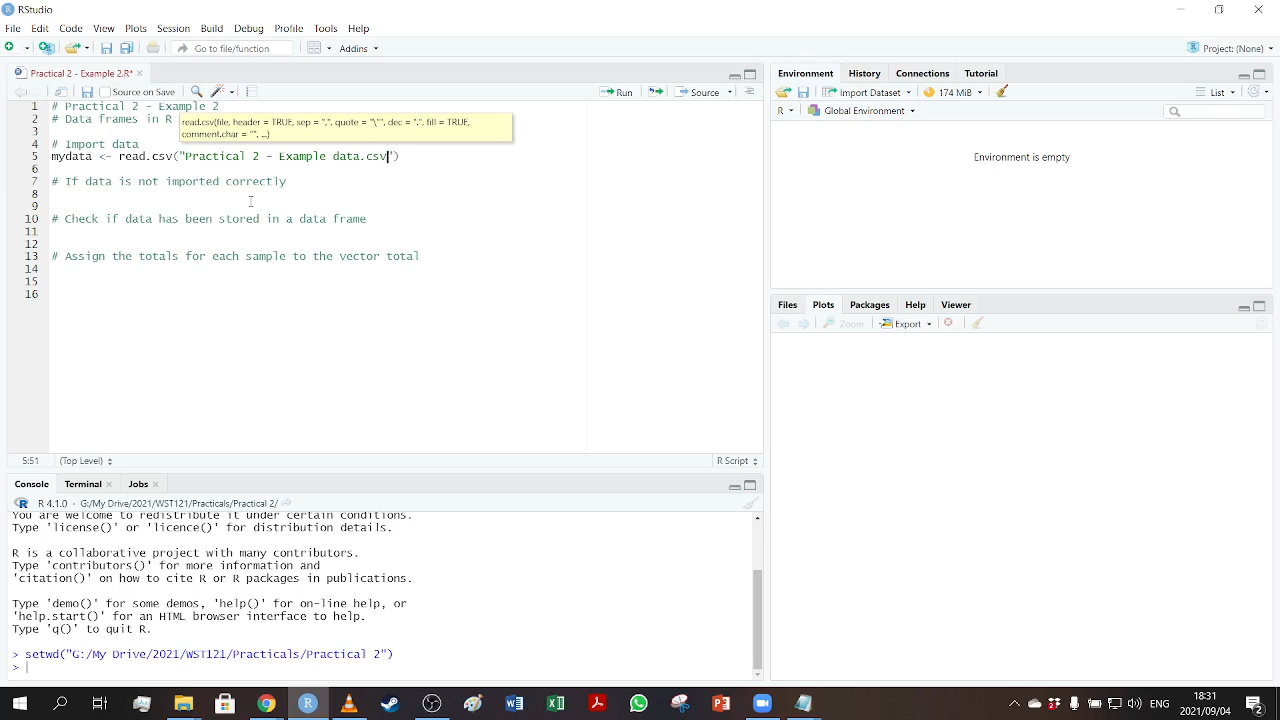 RStudio
File Edit Code View Plots Session Build Debug Profile Tools Help
Go to file/function
Addins
Project: (None)
Practical 2 - Example 2.R*
Source on Save
Run
Source
1 # Practical 2 - Example 2
2 # Data frames in R
read.csv(file, header = TRUE, sep = ",", quote = "\"", dec = ".", fill = TRUE,
comment.char = "", ...)
3
4 # Import data
5 mydata <- read.csv("Practical 2 - Example data.csv")
6
7 # If data is not imported correctly
8
9
10 # Check if data has been stored in a data frame
11
12
13 # Assign the totals for each sample to the vector total
14
15
16
5:51 (Top Level) R Script
Console Terminal Jobs
R 4.1.0 · G:/My Drive/2021/WST121/Practicals/Practical 2/
You are welcome to redistribute it under certain conditions.
Type 'license()' or 'licence()' for distribution details.
R is a collaborative project with many contributors.
Type 'contributors()' for more information and
'citation()' on how to cite R or R packages in publications.
Type 'demo()' for some demos, 'help()' for on-line help, or
'help.start()' for an HTML browser interface to help.
Type 'q()' to quit R.
> setwd("G:/My Drive/2021/WST121/Practicals/Practical 2")
>
Environment History Connections Tutorial
Import Dataset 174 MiB List
R Global Environment
Environment is empty
Files Plots Packages Help Viewer
Zoom Export
ENG
18:31
2021/09/04
2